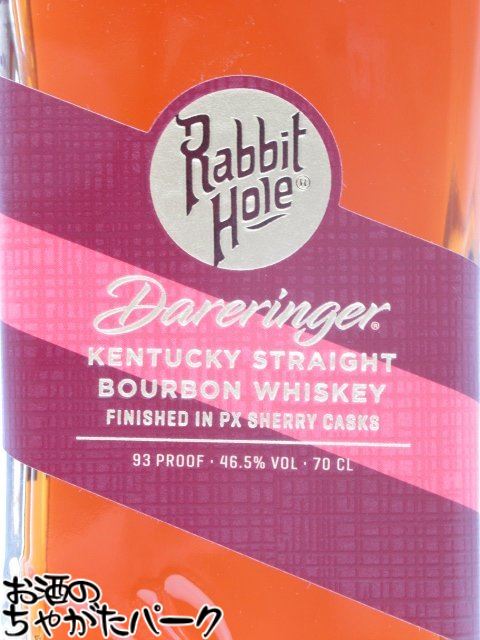 Rabbit
Hole®
Dareringer®
KENTUCKY STRAIGHT
BOURBON WHISKEY
FINISHED IN PX SHERRY CASKS
93 PROOF · 46.5% VOL · 70 CL
お酒の
ちゃがたパーク